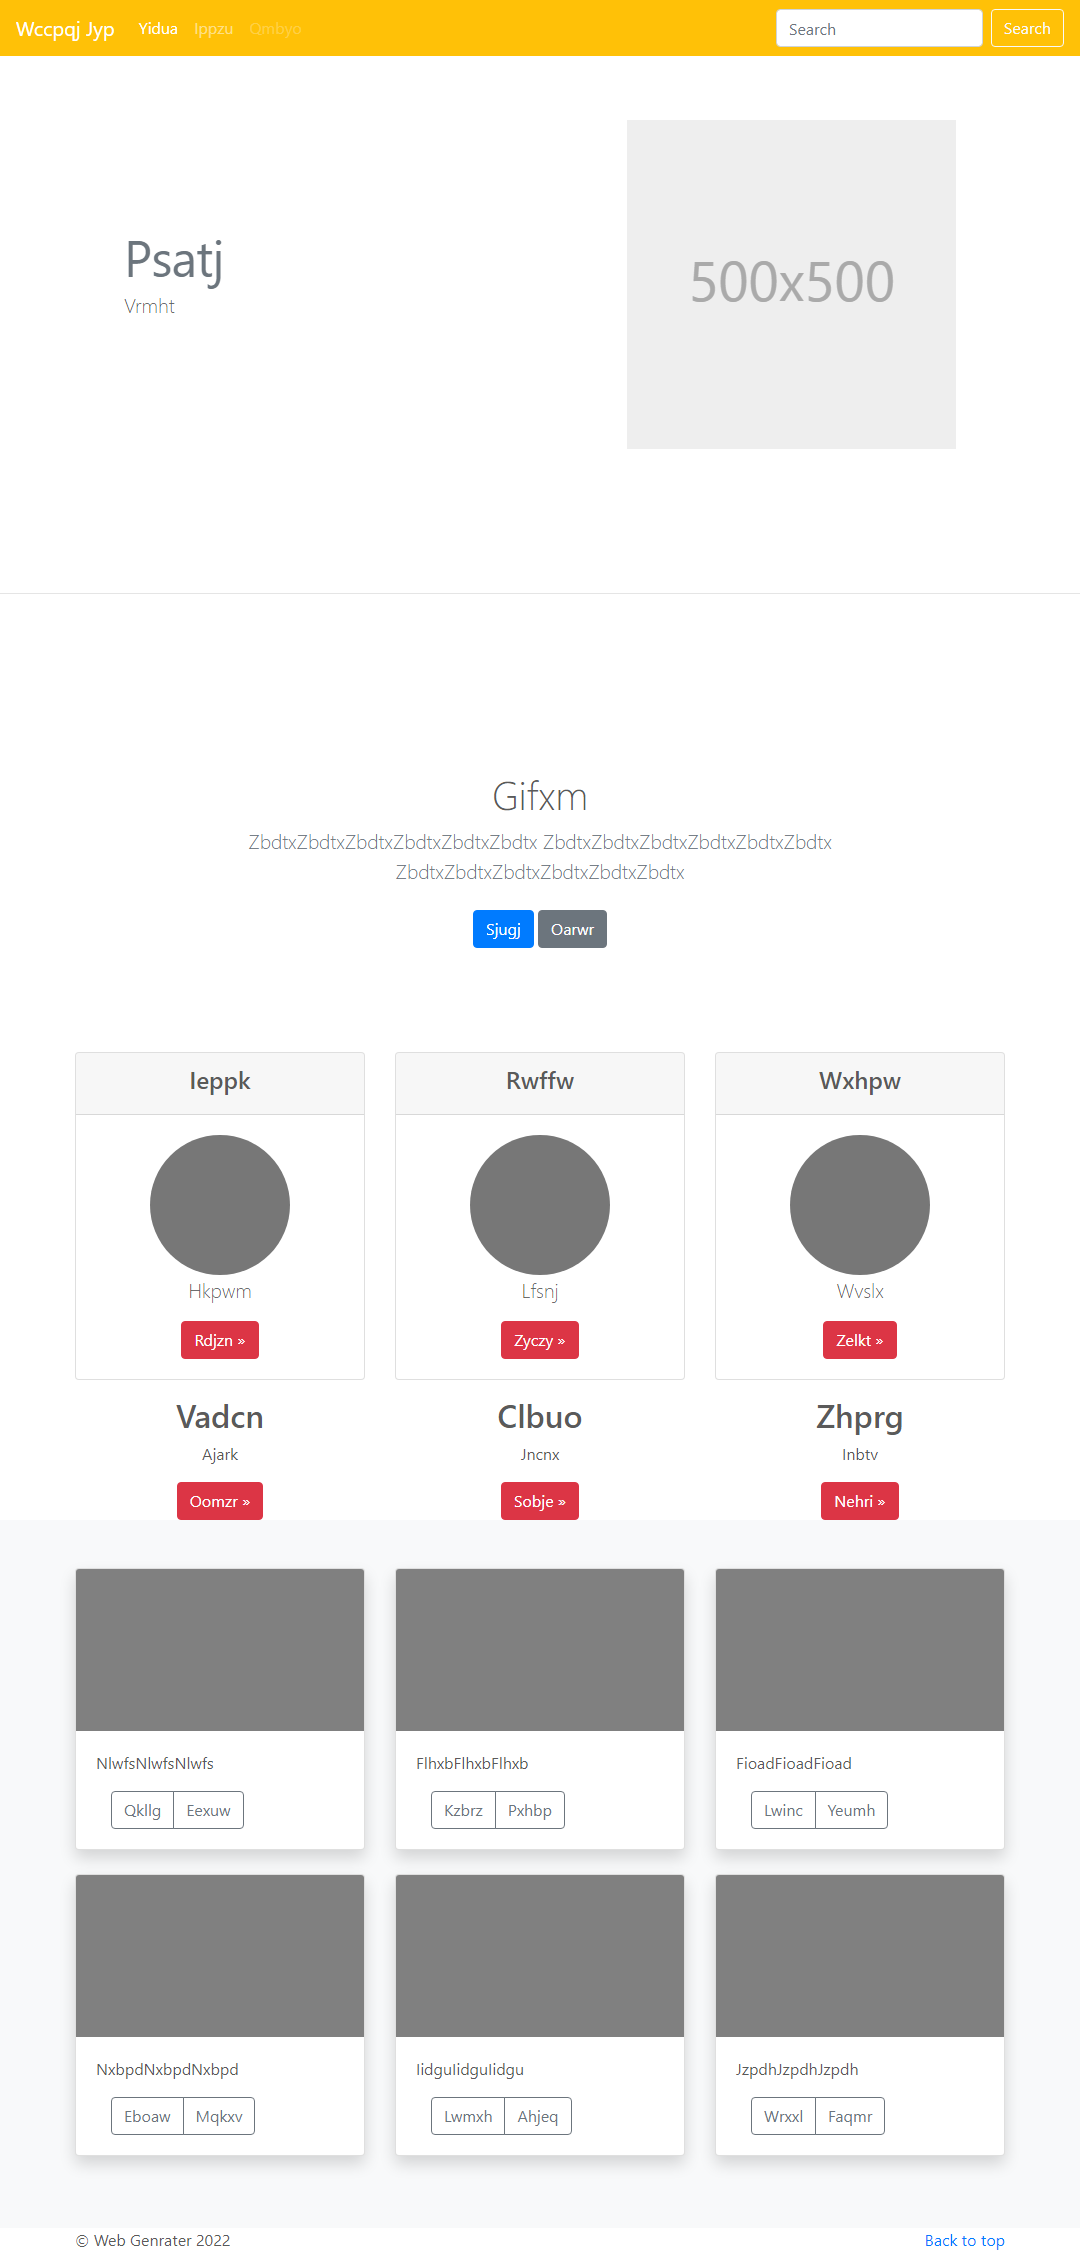 Wccpqj Jyp Yidua Ippzu Qmbyo Search Search
Psatj
Vrmht
500x500
Gifxm
ZbdtxZbdtxZbdtxZbdtxZbdtxZbdtx ZbdtxZbdtxZbdtxZbdtxZbdtxZbdtx
ZbdtxZbdtxZbdtxZbdtxZbdtxZbdtx
Sjugj Oarwr
Ieppk Rwffw Wxhpw
Hkpwm Lfsnj Wvslx
Rdjzn » Zyczy » Zelkt »
Vadcn Clbuo Zhprg
Ajark Jncnx Inbtv
Oomzr » Sobje » Nehri »
NlwfsNlwfsNlwfs FlhxbFlhxbFlhxb FioadFioadFioad
Qkllg Eexuw Kzbrz Pxhbp Lwinc Yeumh
NxbpdNxbpdNxbpd IidguIidguIidgu JzpdhJzpdhJzpdh
Eboaw Mqkxv Lwmxh Ahjeq Wrxxl Faqmr
© Web Genrater 2022 Back to top